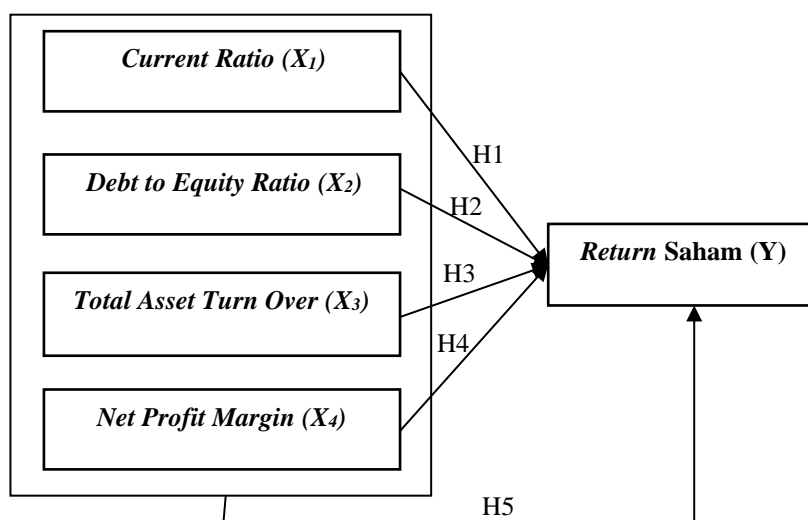 Current Ratio (X1)
H1
Debt to Equity Ratio (X2)
H2
Return Saham (Y)
H3
Total Asset Turn Over (X3)
H4
Net Profit Margin (X4)
H5